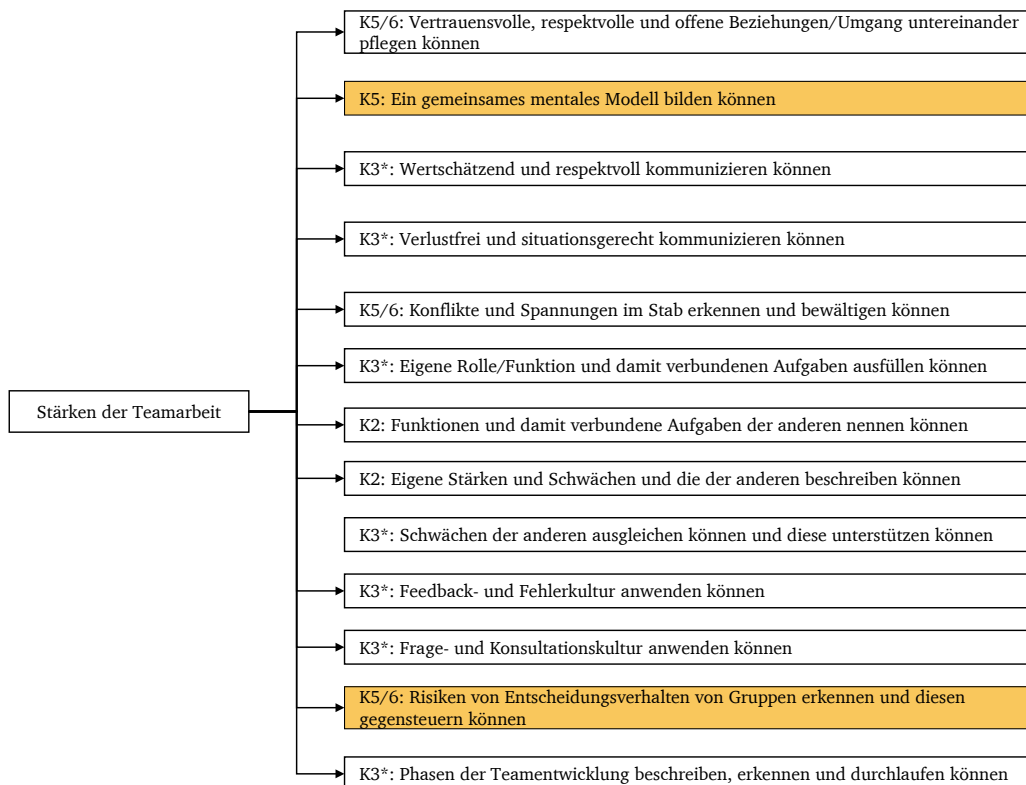 K5/6: Vertrauensvolle, respektvolle und offene Beziehungen/Umgang untereinander
pflegen können
K5: Ein gemeinsames mentales Modell bilden können
K3*: Wertschätzend und respektvoll kommunizieren können
K3*: Verlustfrei und situationsgerecht kommunizieren können
K5/6: Konflikte und Spannungen im Stab erkennen und bewältigen können
K3*: Eigene Rolle/Funktion und damit verbundenen Aufgaben ausfüllen können
Stärken der Teamarbeit
K2: Funktionen und damit verbundene Aufgaben der anderen nennen können
K2: Eigene Stärken und Schwächen und die der anderen beschreiben können
K3*: Schwächen der anderen ausgleichen können und diese unterstützen können
K3*: Feedback- und Fehlerkultur anwenden können
K3*: Frage- und Konsultationskultur anwenden können
K5/6: Risiken von Entscheidungsverhalten von Gruppen erkennen und diesen
gegensteuern können
K3*: Phasen der Teamentwicklung beschreiben, erkennen und durchlaufen können